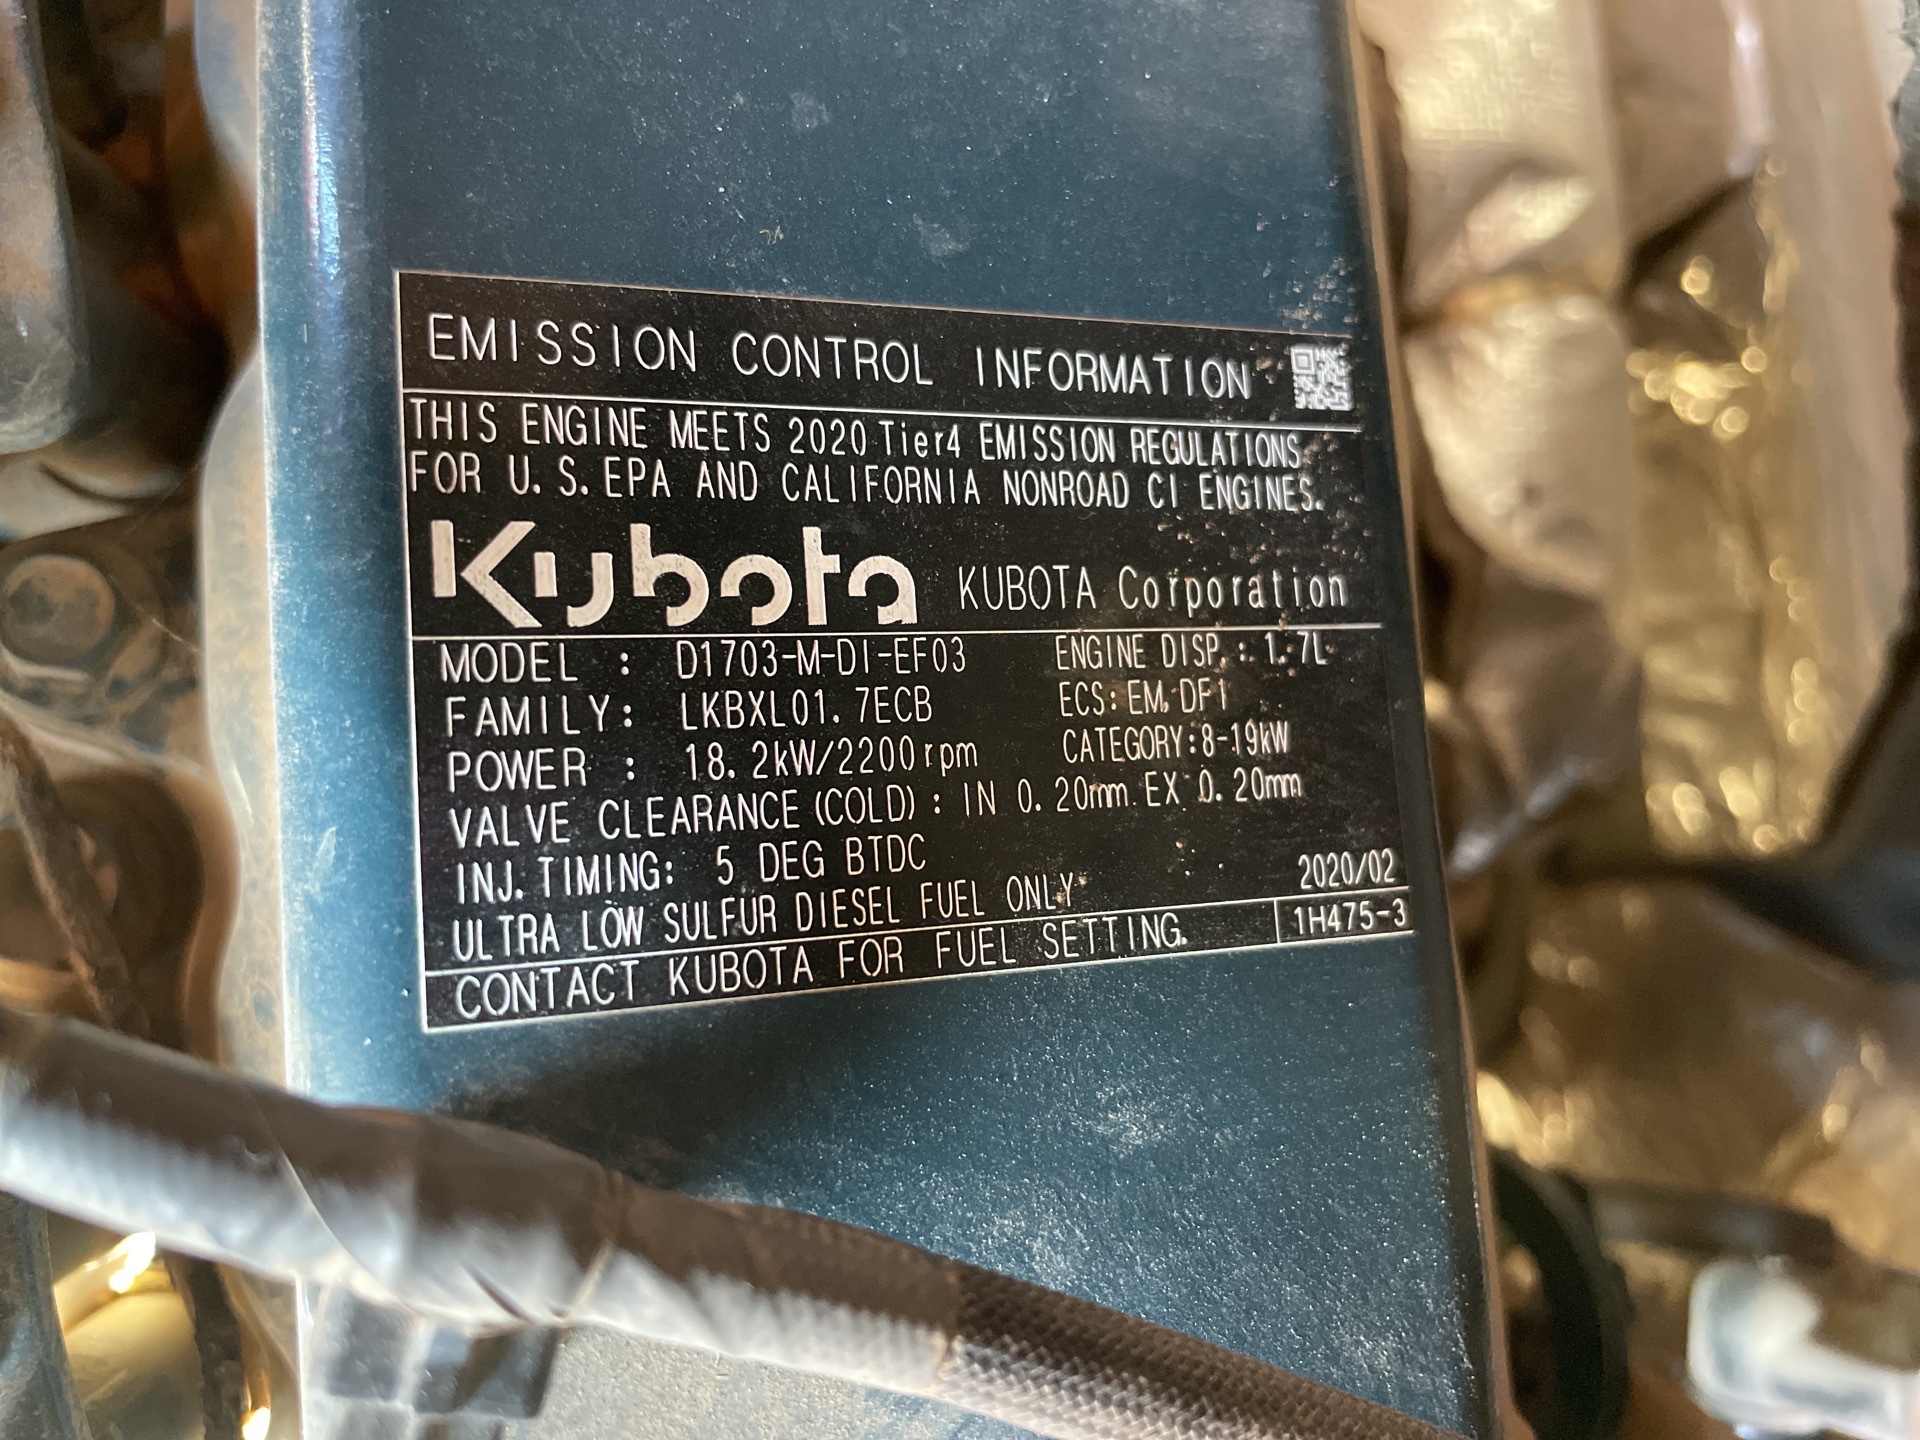 EMISSION CONTROL INFORMATION
THIS ENGINE MEETS 2020 Tier4 EMISSION REGULATIONS
FOR U.S.EPA AND CALIFORNIA NONROAD CI ENGINES.
Kubota KUBOTA Corporation
MODEL : D1703-M-DI-EF03 ENGINE DISP.: 1.7L
FAMILY: LKBXL01.7ECB ECS: EM, DFI
POWER : 18.2kW/2200rpm CATEGORY:8-19kW
VALVE CLEARANCE (COLD) : IN 0.20mm EX 0.20mm
INJ. TIMING: 5 DEG BTDC
ULTRA LOW SULFUR DIESEL FUEL ONLY 2020/02
CONTACT KUBOTA FOR FUEL SETTING. 1H475-3